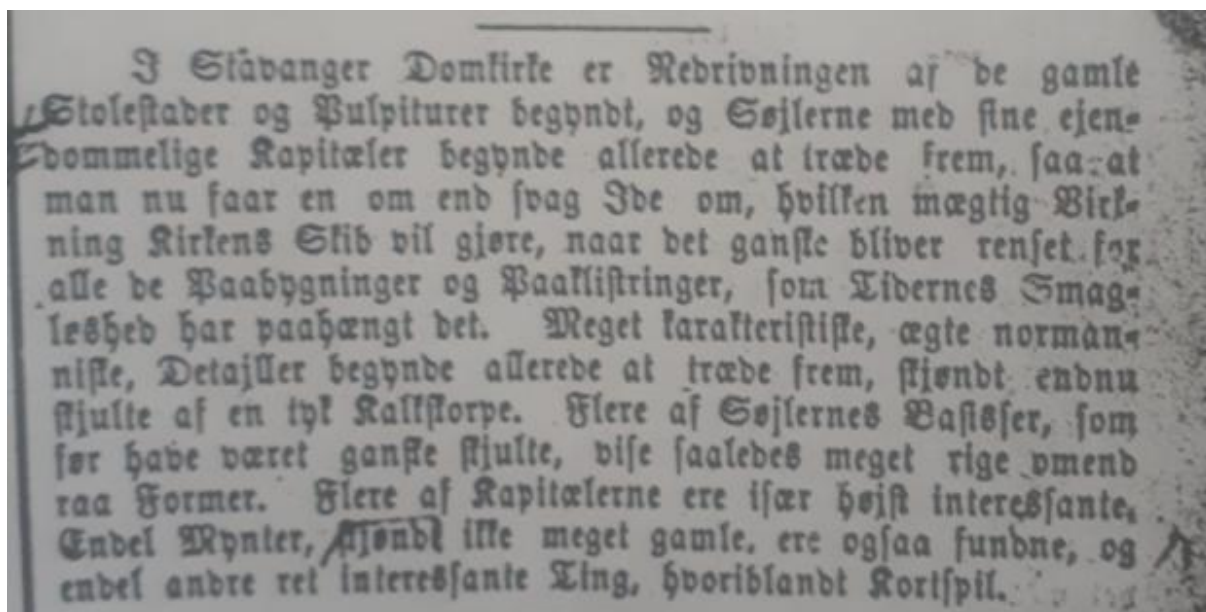 I Stavanger Domkirke er Nedrivningen af de gamle
Stolestader og Pulpiturer begyndt, og Søjlerne med sine ejen-
dommelige Kapitæler begynde allerede at træde frem, saa at
man nu faar en om end svag Ide om, hvilken mægtig Virk-
ning Kirkens Skib vil gjøre, naar det ganske bliver renset for
alle de Paabygninger og Paaklistringer, som Tidernes Smag-
løshed har paahængt det. Meget karakteristiske, ægte norman-
niske, Detajller begynde allerede at træde frem, skjøndt endnu
skjulte af en tyk Kalkskorpe. Flere af Søjlernes Basisser, som
før have været ganske skjulte, vise saaledes meget rige omend
raa Former. Flere af Kapitælerne ere især højst interessante.
Endel Mynter, skjøndt ikke meget gamle, ere ogsaa fundne, og
endel andre ret interessante Ting, hvoriblandt Kortspil.